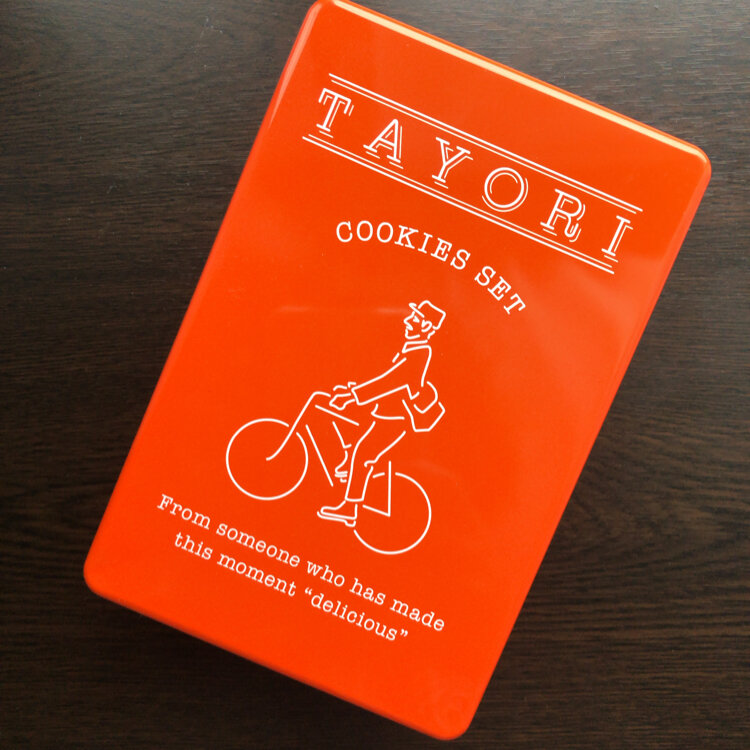 TAYORI
COOKIES SET
From someone who has made
this moment “delicious”